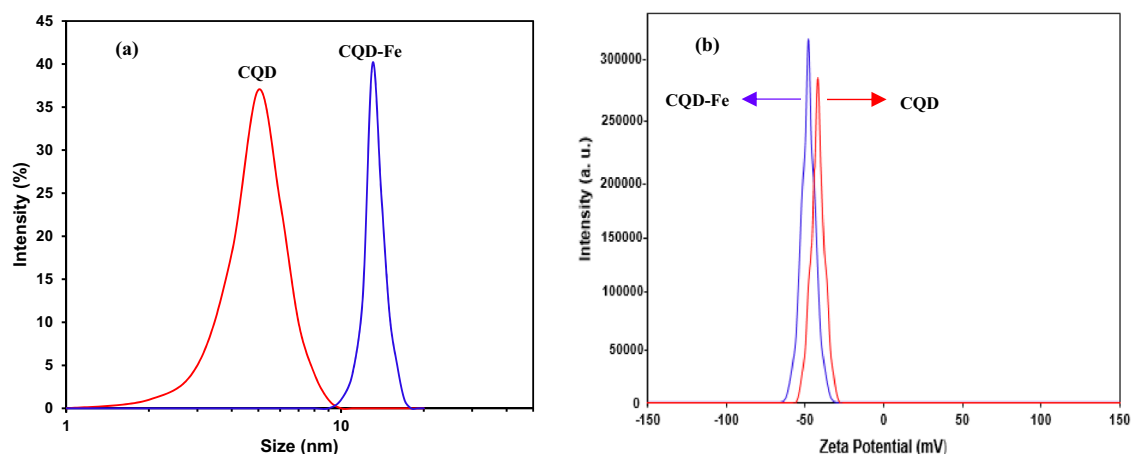 45
40
35
30
25
20
15
10
5
0
Intensity (%)
(a)
CQD
CQD-Fe
1
10
Size (nm)
300000
250000
200000
150000
100000
50000
0
Intensity (a. u.)
(b)
CQD-Fe
CQD
-150
-100
-50
0
50
100
150
Zeta Potential (mV)